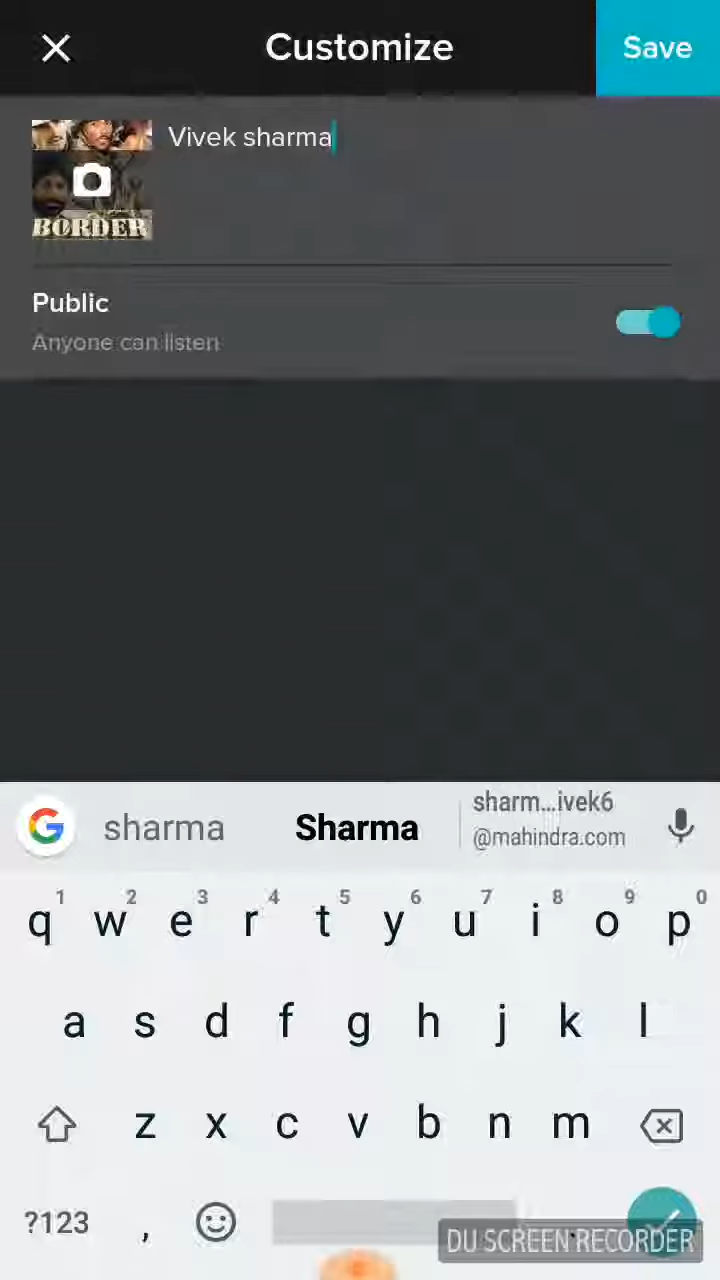 Customize
Save
Vivek sharma
BORDER
Public
Anyone can listen
sharma
Sharma
sharm...ivek6
@mahindra.com
1 2 3 4 5 6 7 8 9 0
q w e r t y u i o p
a s d f g h j k l
z x c v b n m
?123 ,
DU SCREEN RECORDER